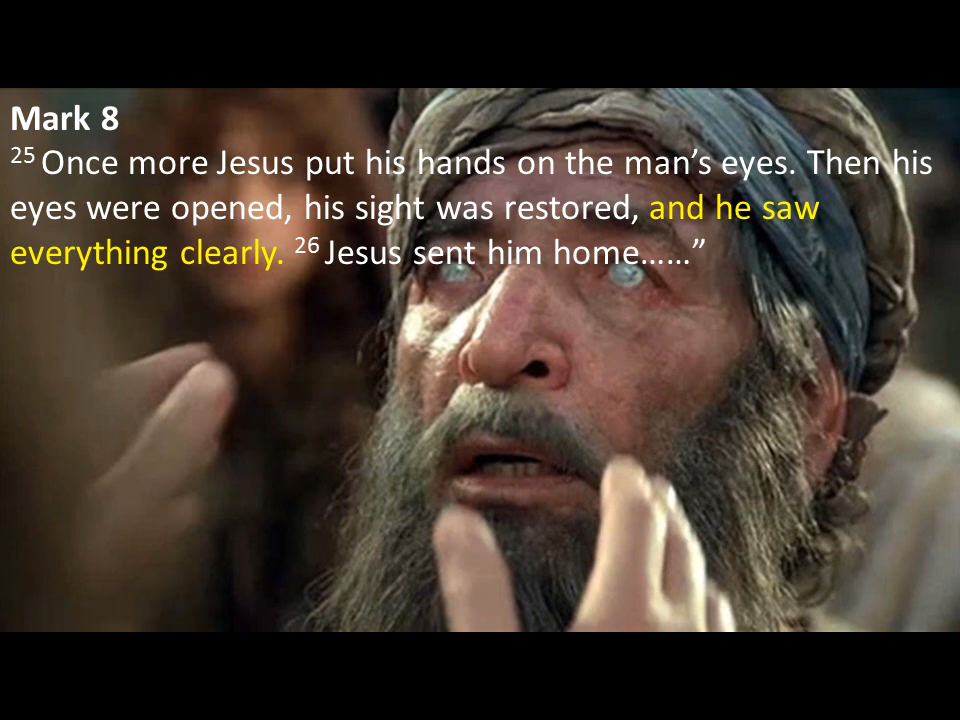 Mark 8
25 Once more Jesus put his hands on the man’s eyes. Then his
eyes were opened, his sight was restored, and he saw
everything clearly. 26 Jesus sent him home……”